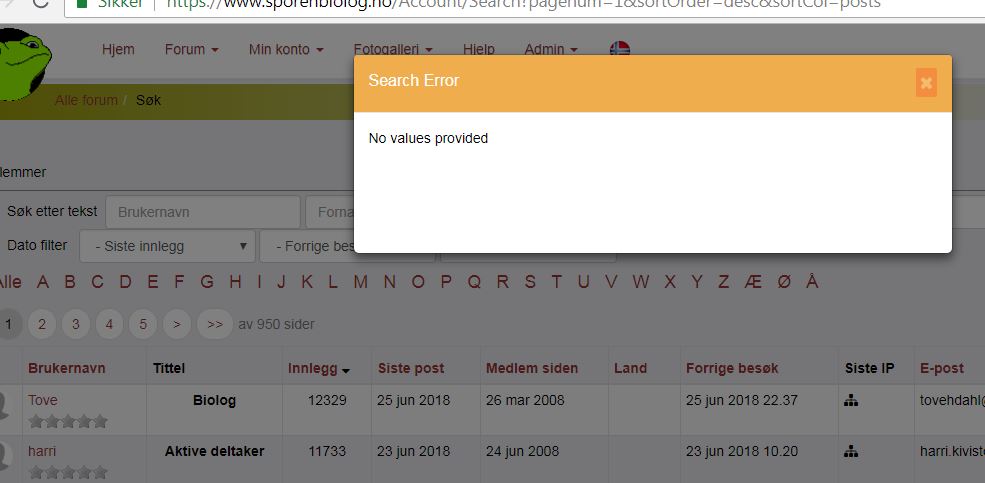 Sikker https://www.sporenbiolog.no/Account/Search?pagenum=1&sortOrder=desc&sortCol=posts
Hjem Forum Min konto Fotogalleri Hjelp Admin
Search Error
No values provided
Alle forum / Søk
lemmer
Søk etter tekst Brukernavn Forna
Dato filter - Siste innlegg - Forrige bes
Alle A B C D E F G H I J K L M N O P Q R S T U V W X Y Z Æ Ø Å
1 2 3 4 5 > >> av 950 sider
Brukernavn Tittel Innlegg Siste post Medlem siden Land Forrige besøk Siste IP E-post
Tove Biolog 12329 25 jun 2018 26 mar 2008 25 jun 2018 22.37 tovehdahl@
harri Aktive deltaker 11733 23 jun 2018 24 jun 2008 23 jun 2018 10.20 harri.kiviste